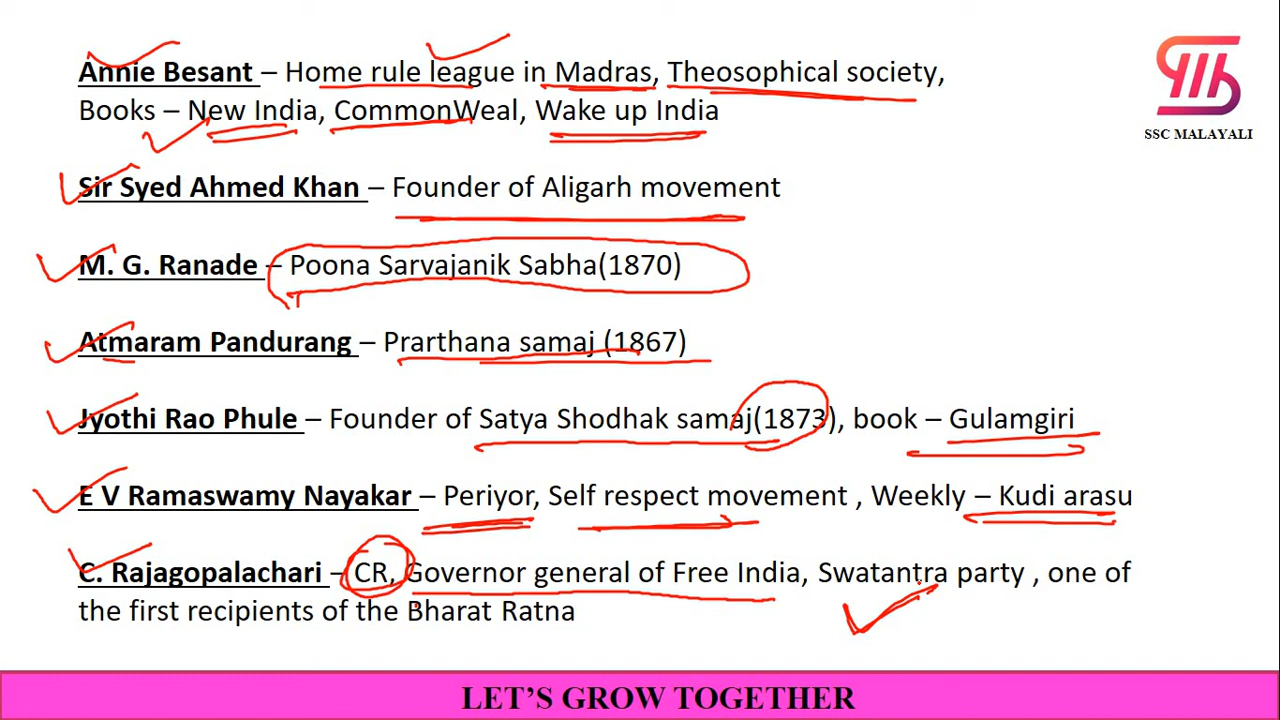 Annie Besant – Home rule league in Madras, Theosophical society,
Books – New India, CommonWeal, Wake up India
SSC MALAYALI
Sir Syed Ahmed Khan – Founder of Aligarh movement
M. G. Ranade – Poona Sarvajanik Sabha(1870)
Atmaram Pandurang – Prarthana samaj (1867)
Jyothi Rao Phule – Founder of Satya Shodhak samaj(1873), book – Gulamgiri
E V Ramaswamy Nayakar – Periyor, Self respect movement , Weekly – Kudi arasu
C. Rajagopalachari – CR, Governor general of Free India, Swatantra party , one of
the first recipients of the Bharat Ratna
LET'S GROW TOGETHER